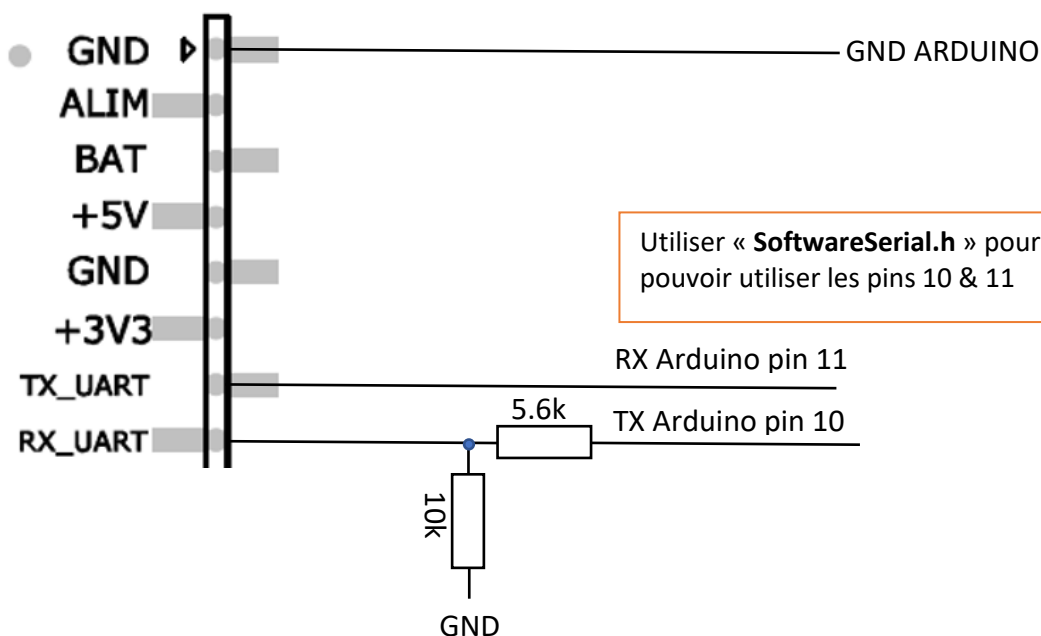 GND
GND ARDUINO
ALIM
BAT
+5V
Utiliser « SoftwareSerial.h » pour
pouvoir utiliser les pins 10 & 11
GND
+3V3
RX Arduino pin 11
TX_UART
5.6k
TX Arduino pin 10
RX_UART
10k
GND